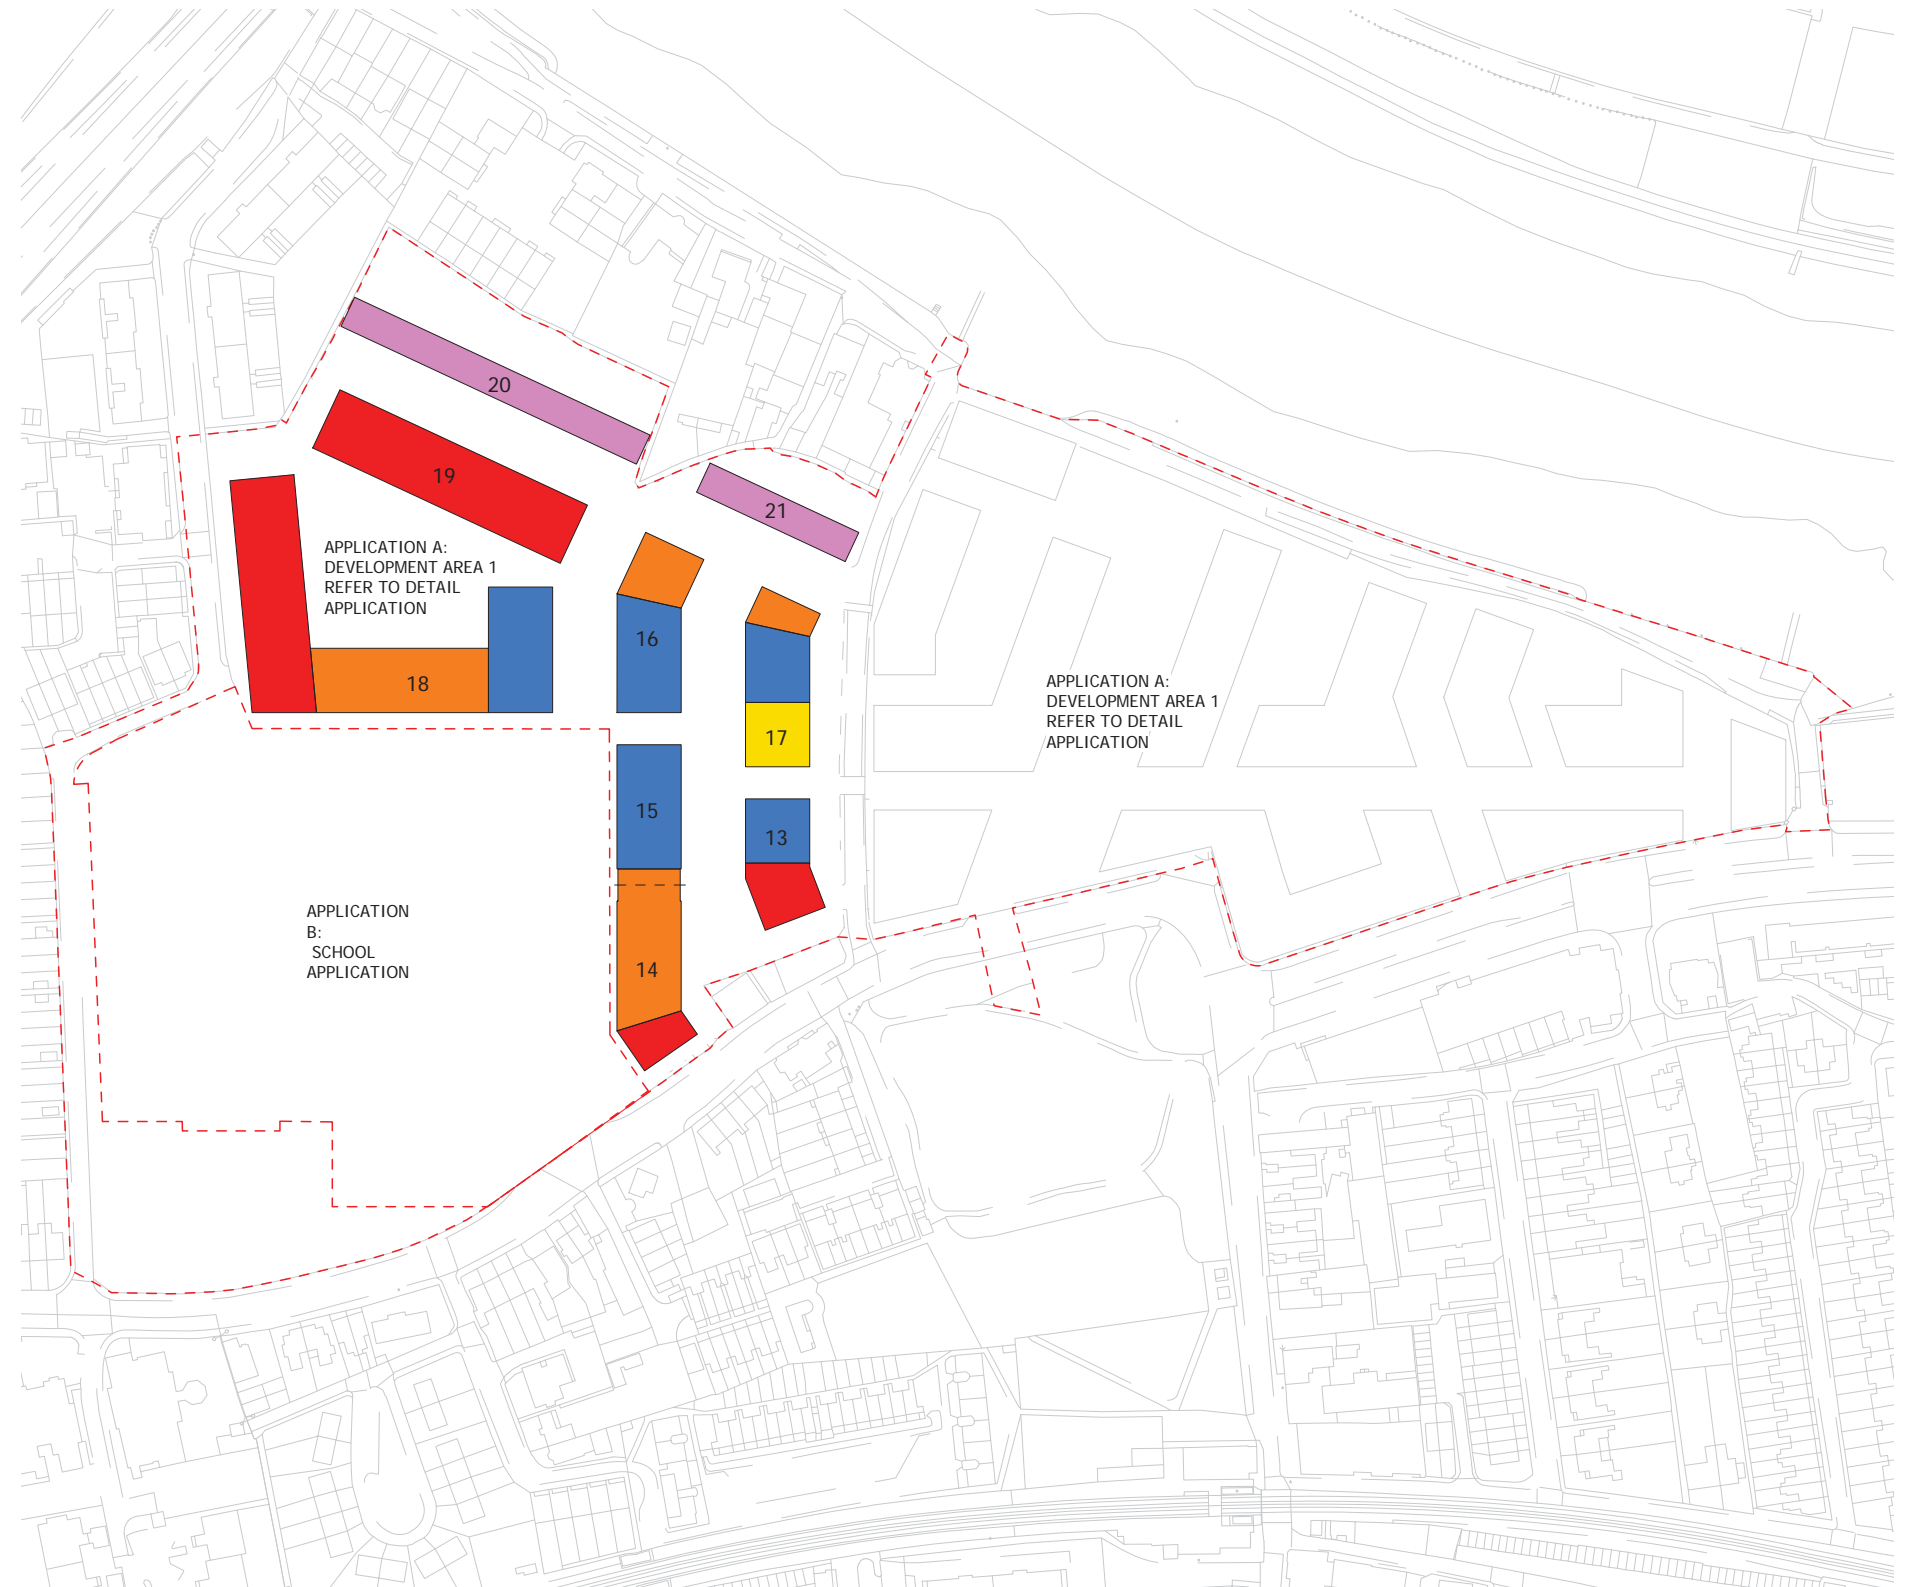 20
19
21
APPLICATION A:
DEVELOPMENT AREA 1
REFER TO DETAIL
APPLICATION
16
18
17
APPLICATION A:
DEVELOPMENT AREA 1
REFER TO DETAIL
APPLICATION
15
13
APPLICATION
B:
SCHOOL
APPLICATION
14